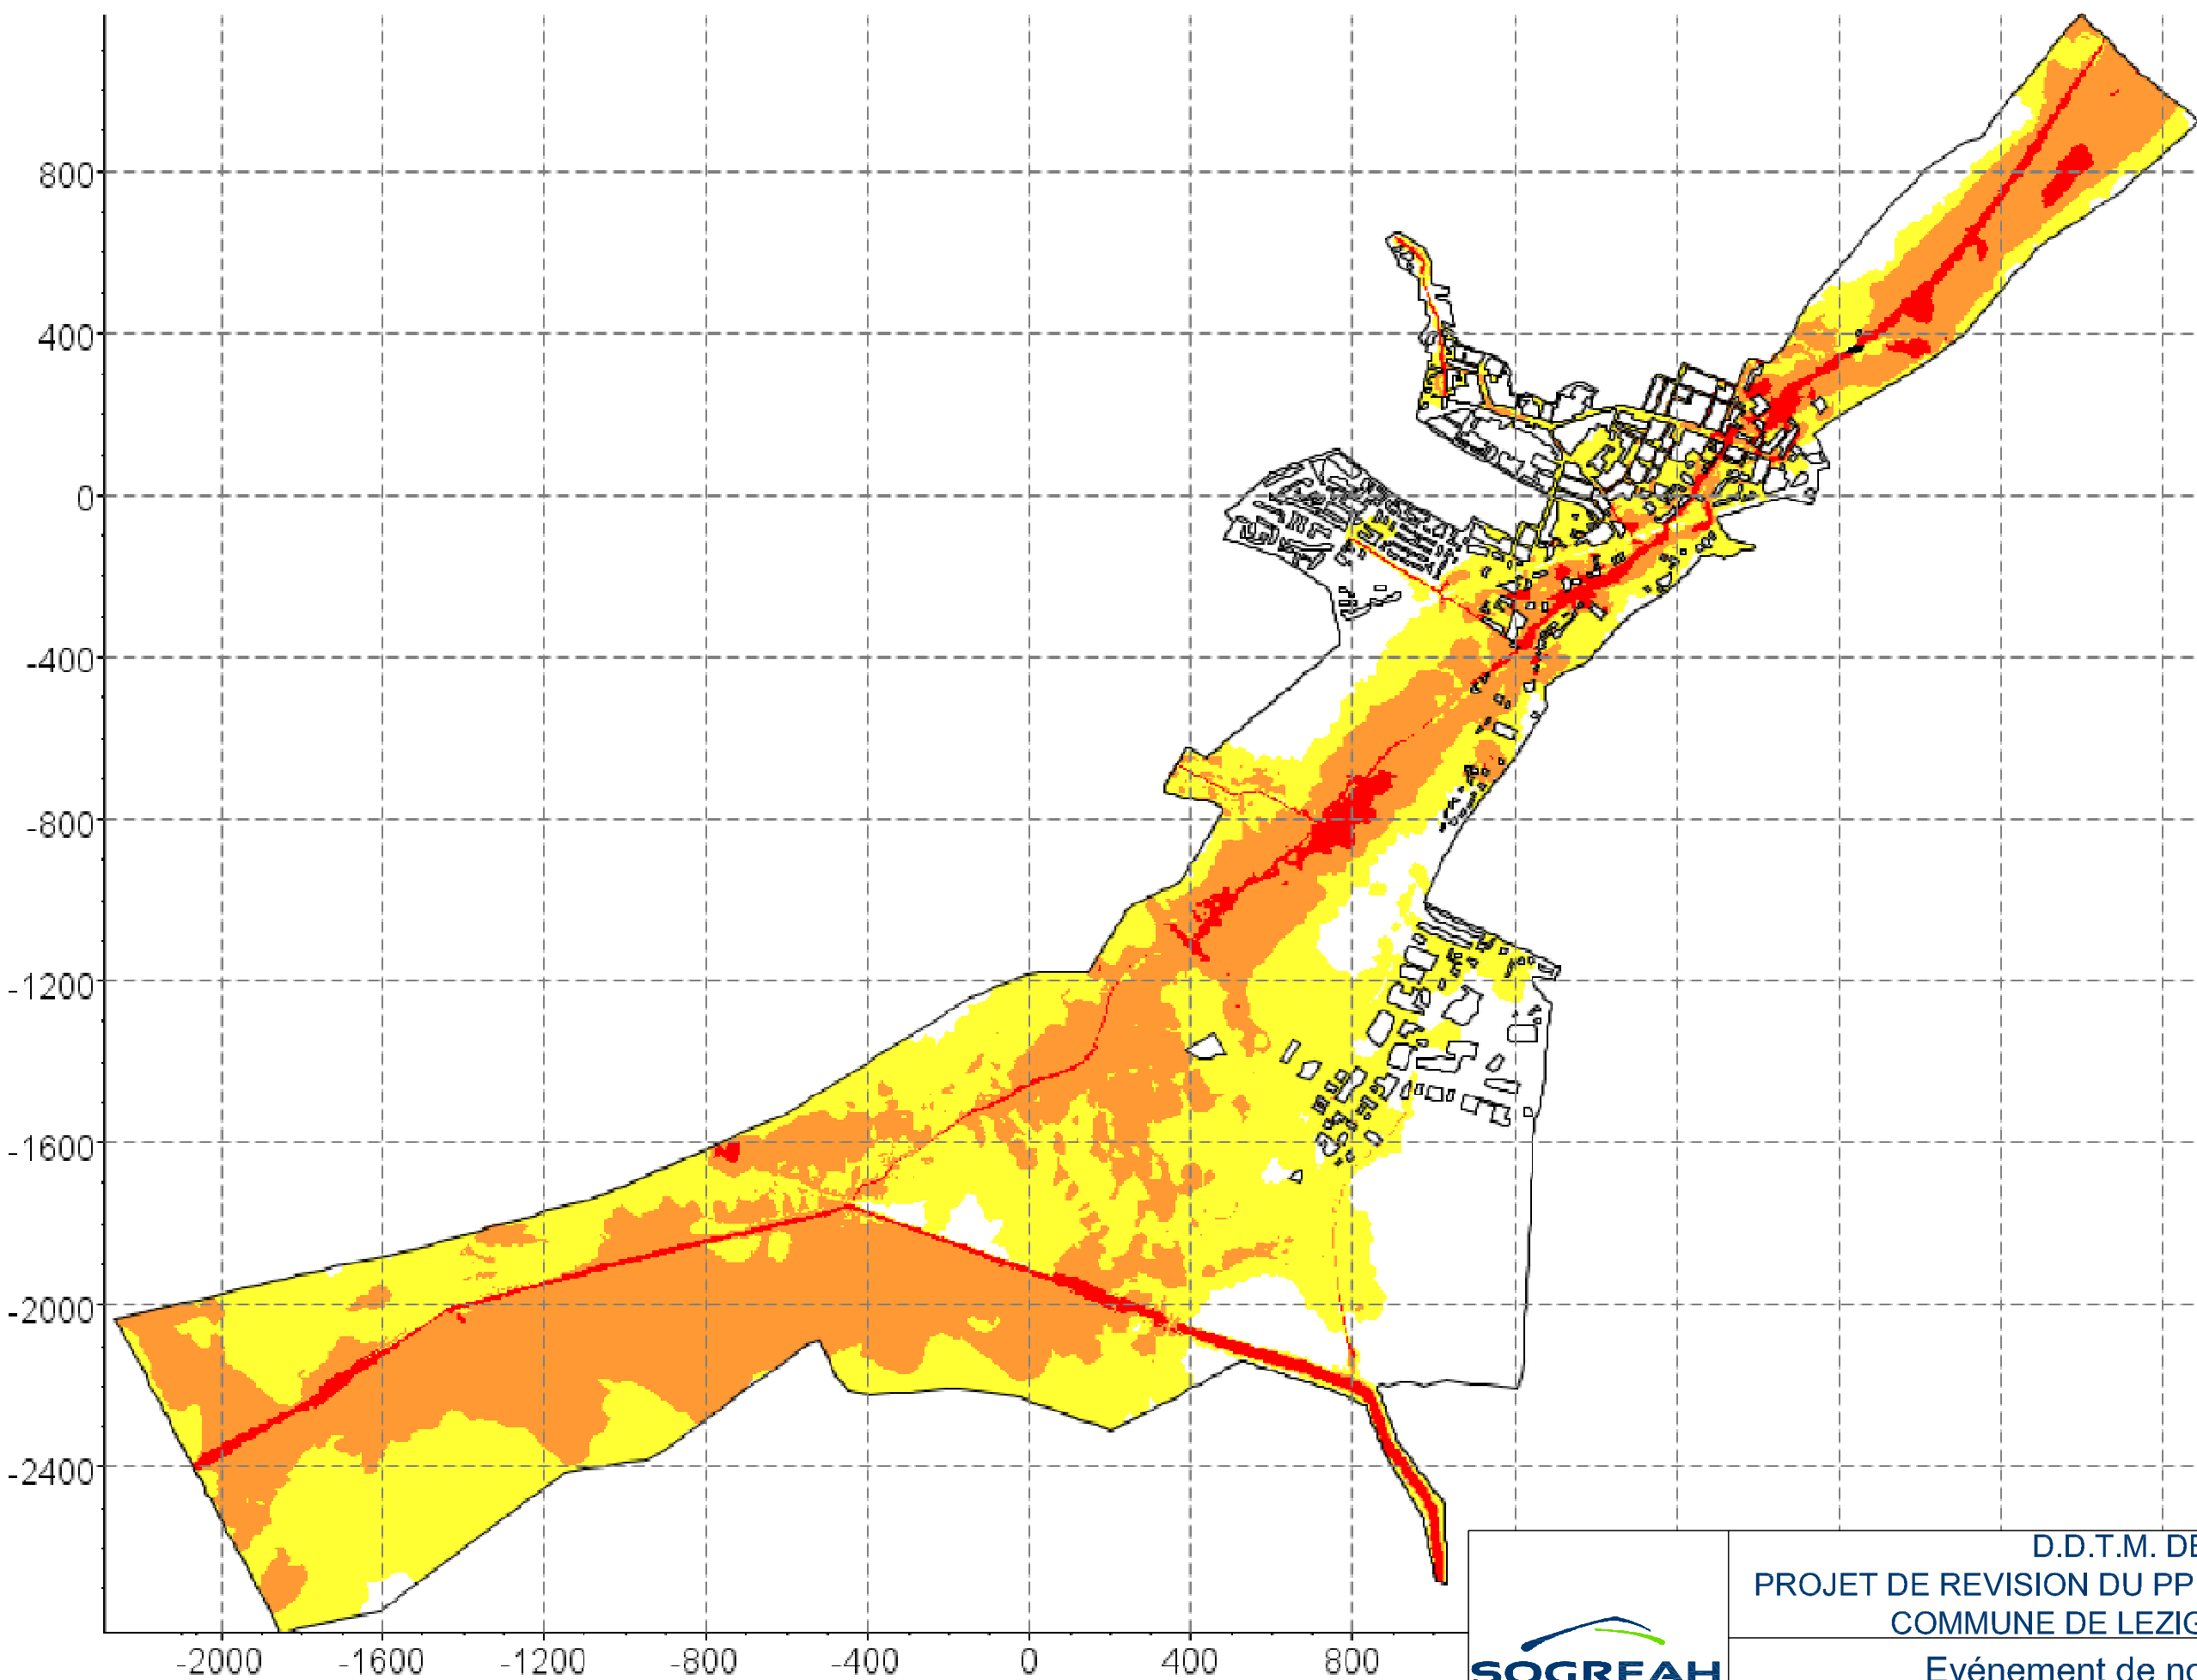 800
400
0
-400
-800
-1200
-1600
-2000
-2400
-2000 -1600 -1200 -800 -400 0 400 800
D.D.T.M. DE
PROJET DE REVISION DU PP
COMMUNE DE LEZIG
SOGREAH
Evénement de no